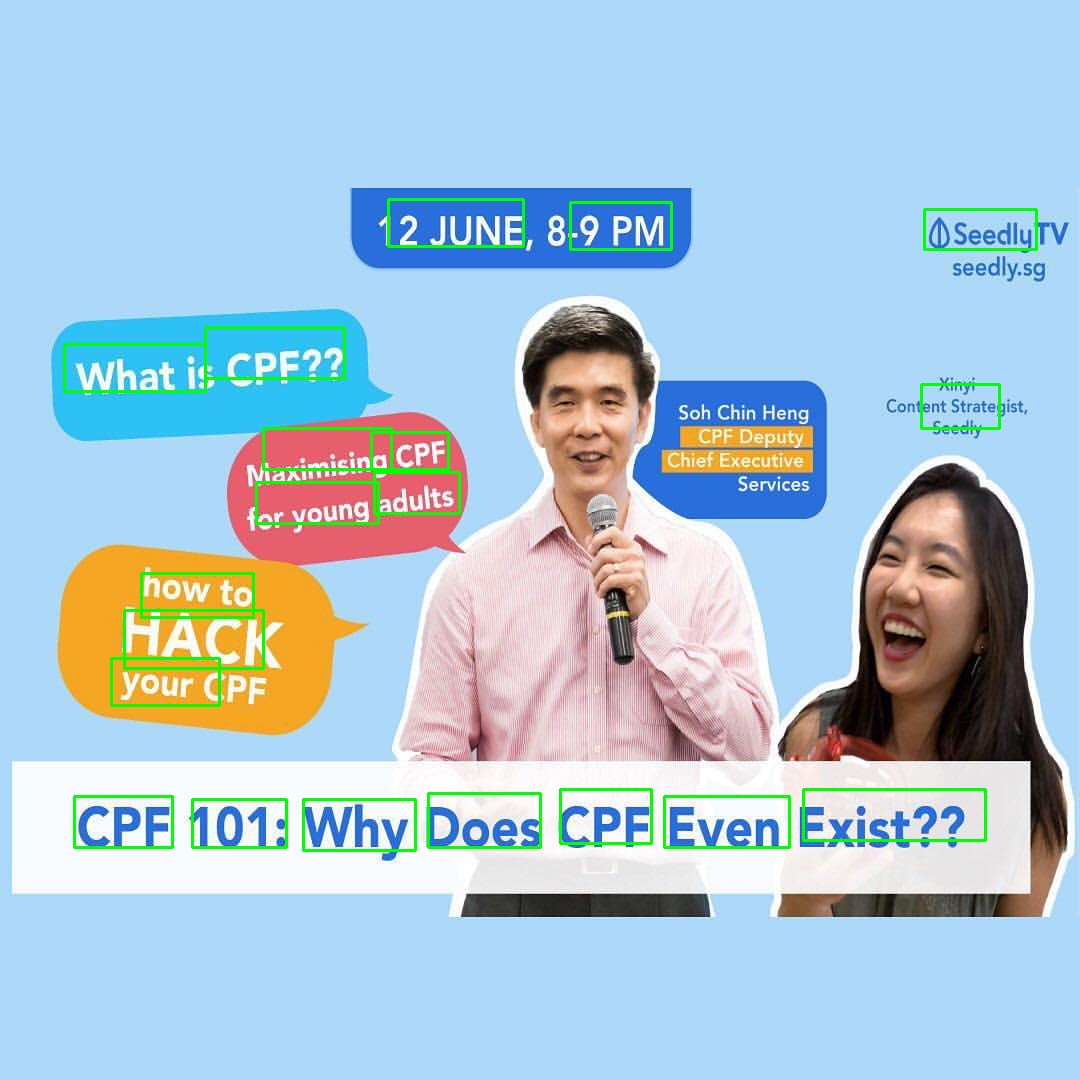 12 JUNE, 8-9 PM
SeedlyTV
seedly.sg
What is CPF??
Maximising CPF
for young adults
how to
HACK
your CPF
Soh Chin Heng
CPF Deputy
Chief Executive
Services
Xinyi
Content Strategist,
Seedly
CPF 101: Why Does CPF Even Exist??